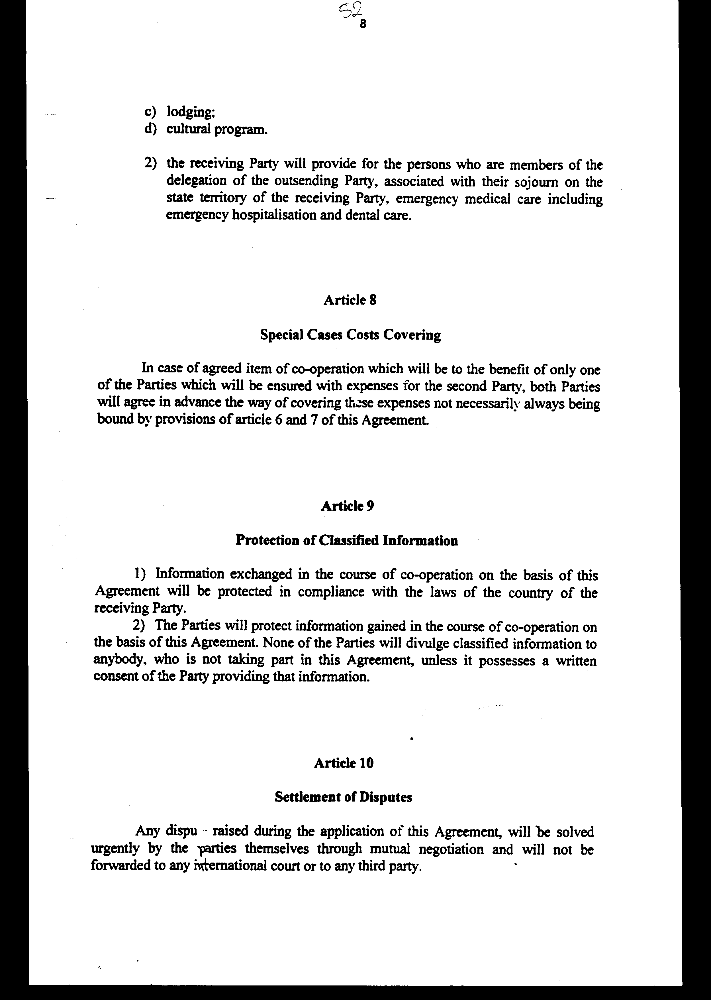 52
8
c) lodging;
d) cultural program.
2) the receiving Party will provide for the persons who are members of the
delegation of the outsending Party, associated with their sojourn on the
state territory of the receiving Party, emergency medical care including
emergency hospitalisation and dental care.
Article 8
Special Cases Costs Covering
In case of agreed item of co-operation which will be to the benefit of only one
of the Parties which will be ensured with expenses for the second Party, both Parties
will agree in advance the way of covering these expenses not necessarily always being
bound by provisions of article 6 and 7 of this Agreement.
Article 9
Protection of Classified Information
1) Information exchanged in the course of co-operation on the basis of this
Agreement will be protected in compliance with the laws of the country of the
receiving Party.
2) The Parties will protect information gained in the course of co-operation on
the basis of this Agreement. None of the Parties will divulge classified information to
anybody, who is not taking part in this Agreement, unless it possesses a written
consent of the Party providing that information.
Article 10
Settlement of Disputes
Any dispu raised during the application of this Agreement, will be solved
urgently by the parties themselves through mutual negotiation and will not be
forwarded to any international court or to any third party.